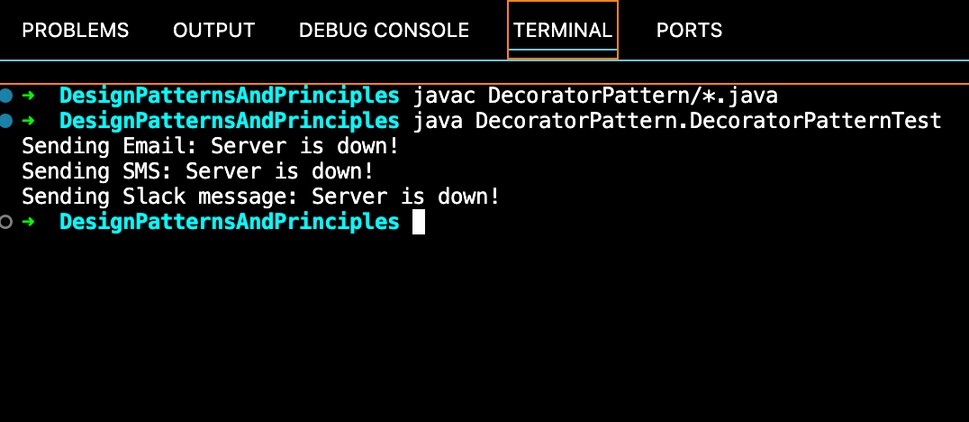 PROBLEMS OUTPUT DEBUG CONSOLE TERMINAL PORTS
➜ DesignPatternsAndPrinciples javac DecoratorPattern/*.java
➜ DesignPatternsAndPrinciples java DecoratorPattern.DecoratorPatternTest
Sending Email: Server is down!
Sending SMS: Server is down!
Sending Slack message: Server is down!
➜ DesignPatternsAndPrinciples